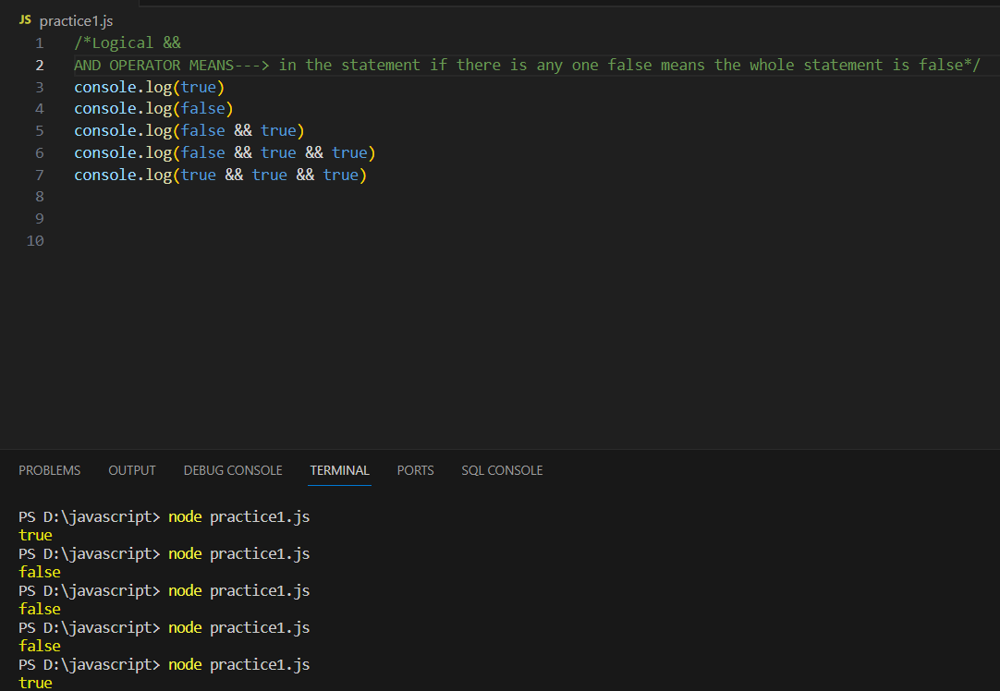 JS practice1.js
1 /*Logical &&
2 AND OPERATOR MEANS---> in the statement if there is any one false means the whole statement is false*/
3 console.log(true)
4 console.log(false)
5 console.log(false && true)
6 console.log(false && true && true)
7 console.log(true && true && true)
8
9
10
PROBLEMS OUTPUT DEBUG CONSOLE TERMINAL PORTS SQL CONSOLE
PS D:\javascript> node practice1.js
true
PS D:\javascript> node practice1.js
false
PS D:\javascript> node practice1.js
false
PS D:\javascript> node practice1.js
false
PS D:\javascript> node practice1.js
true